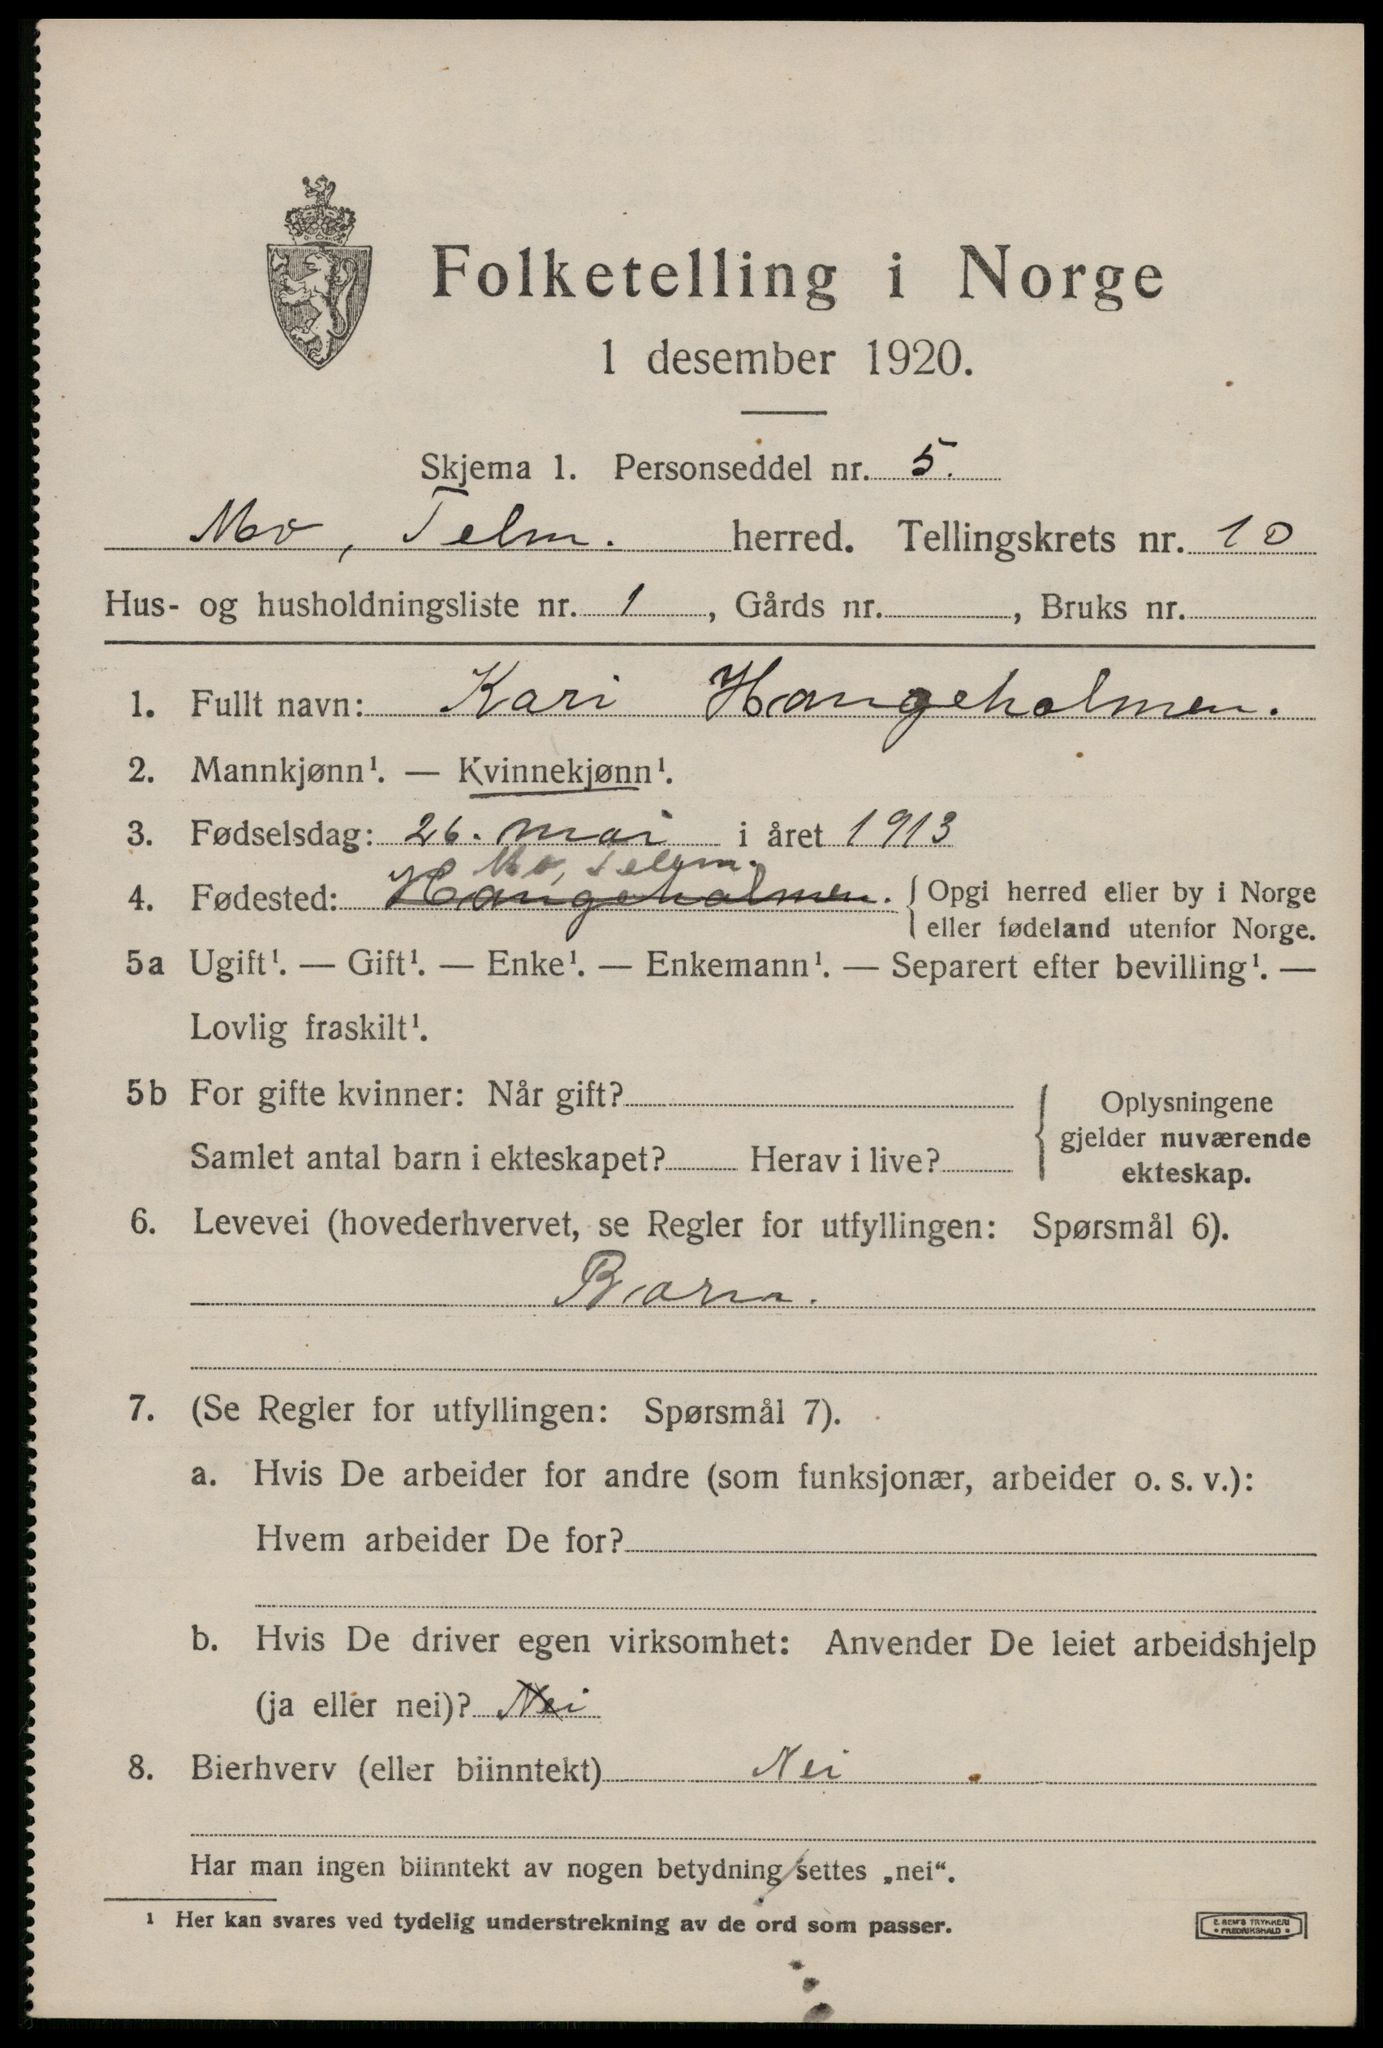 Folketelling i Norge
1 desember 1920.
Skjema 1. Personseddel nr. 5.
Mo, Telm. herred. Tellingskrets nr. 10
Hus- og husholdningsliste nr. 1, Gårds nr. , Bruks nr.
1. Fullt navn: Kari Haugeholmen.
2. Mannkjønn¹. — Kvinnekjønn¹.
3. Fødselsdag: 26. mai i året 1913
Mo, Telem.
4. Fødested: Haugeholmen. { Opgi herred eller by i Norge
eller fødeland utenfor Norge.
5a Ugift¹. — Gift¹. — Enke¹. — Enkemann¹. — Separert efter bevilling¹. —
Lovlig fraskilt¹.
5b For gifte kvinner: Når gift? Oplysningene
gjelder nuværende
Samlet antal barn i ekteskapet? Herav i live? ekteskap.
6. Levevei (hovederhvervet, se Regler for utfyllingen: Spørsmål 6).
Barn.
7. (Se Regler for utfyllingen: Spørsmål 7).
a. Hvis De arbeider for andre (som funksjonær, arbeider o. s. v.):
Hvem arbeider De for?
b. Hvis De driver egen virksomhet: Anvender De leiet arbeidshjelp
(ja eller nei)? Nei
8. Bierhverv (eller biinntekt) Nei
Har man ingen biinntekt av nogen betydning settes „nei“.
¹ Her kan svares ved tydelig understrekning av de ord som passer.
E. SEM'S TRYKKERI
• FREDRIKSHALD •